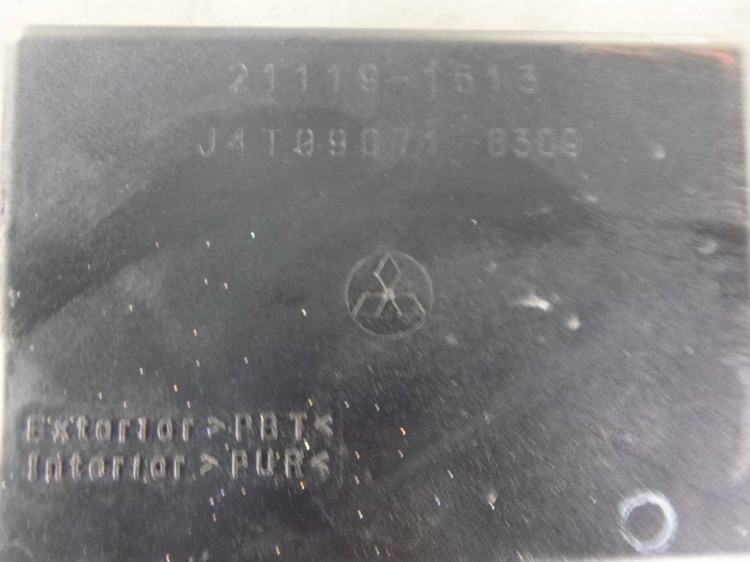 21119-1513
J4T09071 8309
Exterior >PBT<
Interior >PUR<